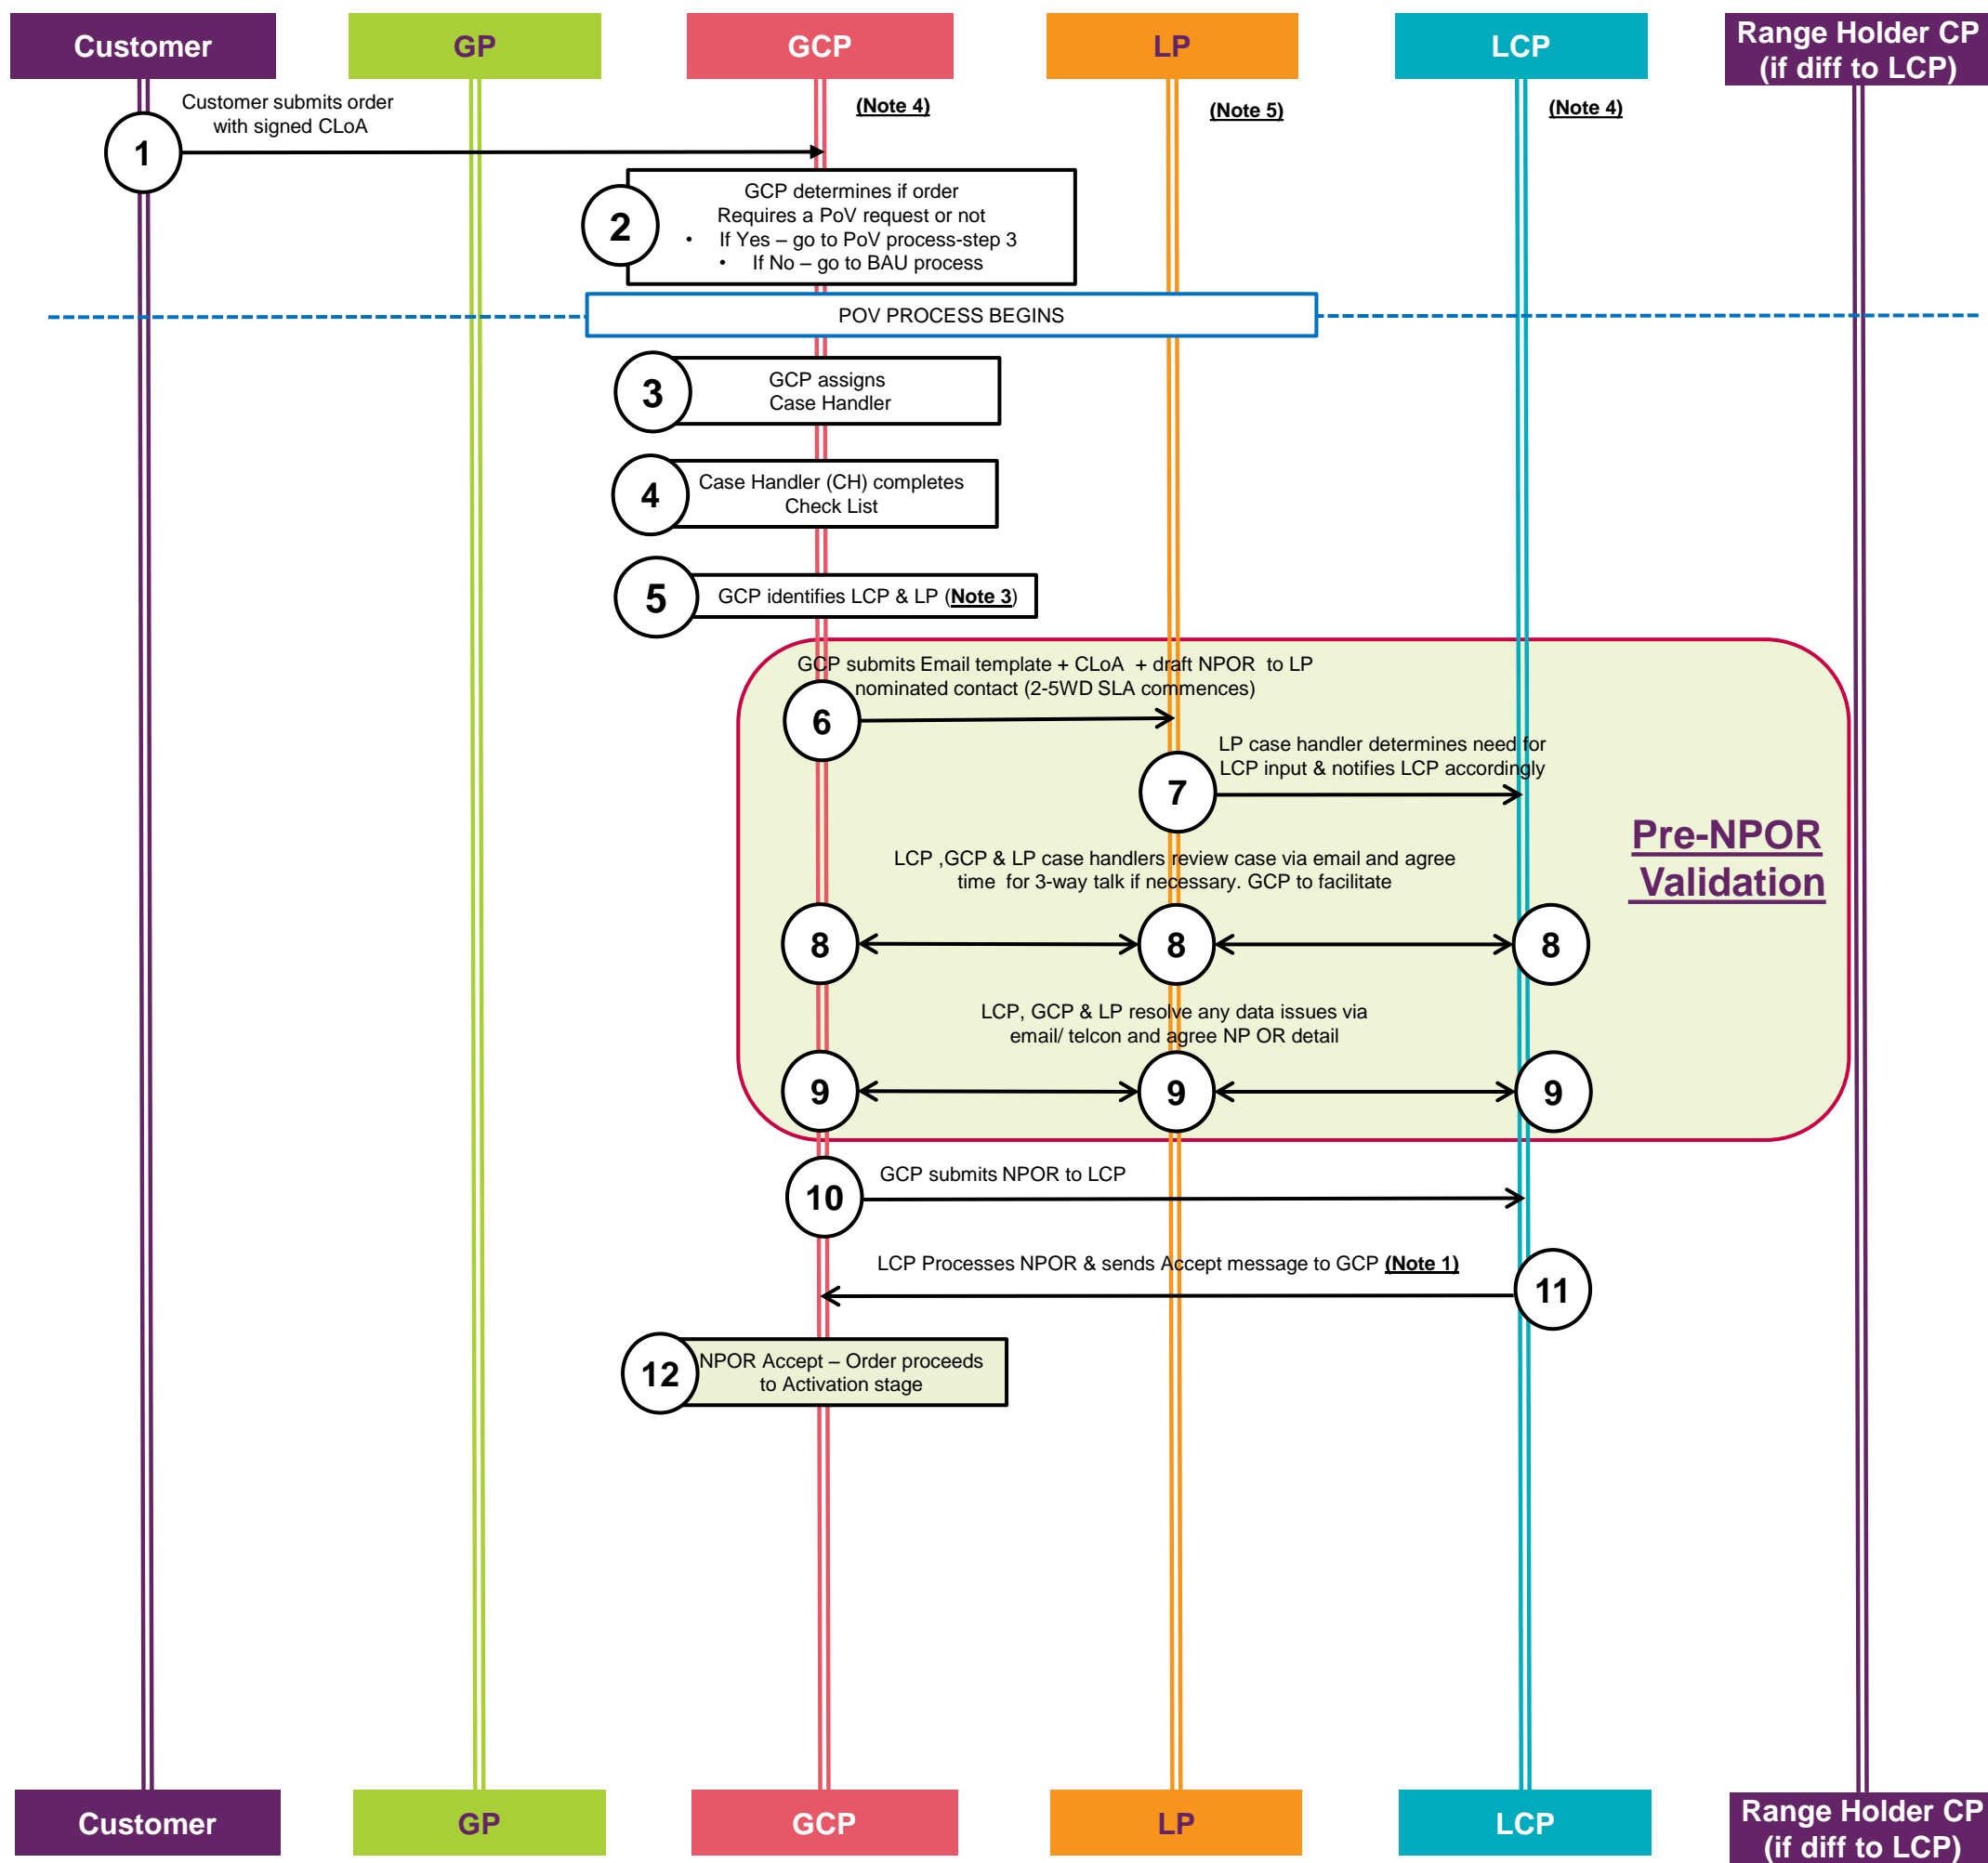 Customer
GP
GCP
LP
LCP
Range Holder CP
(if diff to LCP)
(Note 4)
(Note 5)
(Note 4)
Customer submits order
with signed CLoA
1
2
GCP determines if order
Requires a PoV request or not
• If Yes – go to PoV process-step 3
• If No – go to BAU process
POV PROCESS BEGINS
3
GCP assigns
Case Handler
4
Case Handler (CH) completes
Check List
5
GCP identifies LCP & LP (Note 3)
GCP submits Email template + CLoA + draft NPOR to LP
nominated contact (2-5WD SLA commences)
6
LP case handler determines need for
LCP input & notifies LCP accordingly
7
Pre-NPOR
Validation
LCP ,GCP & LP case handlers review case via email and agree
time for 3-way talk if necessary. GCP to facilitate
8
8
8
LCP, GCP & LP resolve any data issues via
email/ telcon and agree NP OR detail
9
9
9
10
GCP submits NPOR to LCP
LCP Processes NPOR & sends Accept message to GCP (Note 1)
11
12
NPOR Accept – Order proceeds
to Activation stage
Customer
GP
GCP
LP
LCP
Range Holder CP
(if diff to LCP)